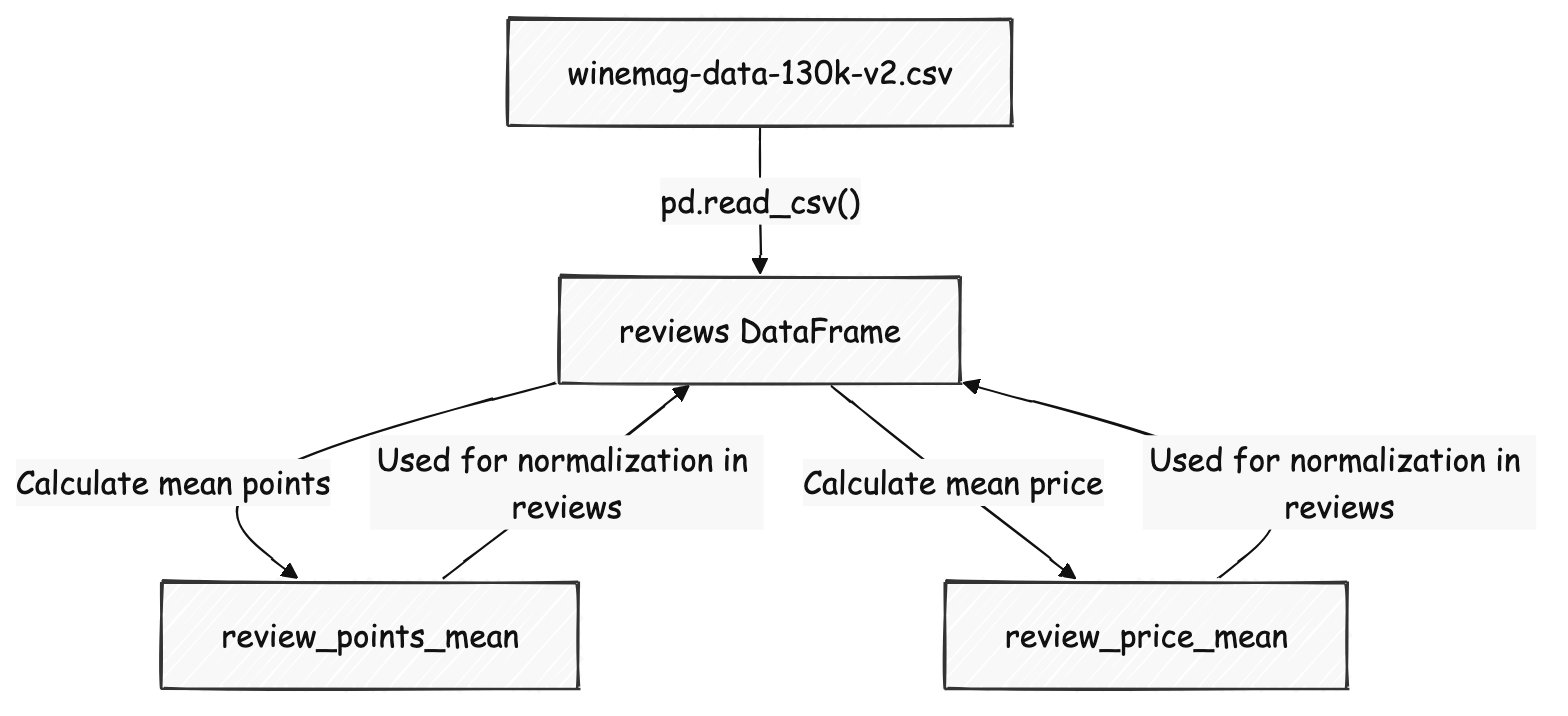 winemag-data-130k-v2.csv
pd.read_csv()
reviews DataFrame
Calculate mean points
Used for normalization in
reviews
Calculate mean price
Used for normalization in
reviews
review_points_mean
review_price_mean